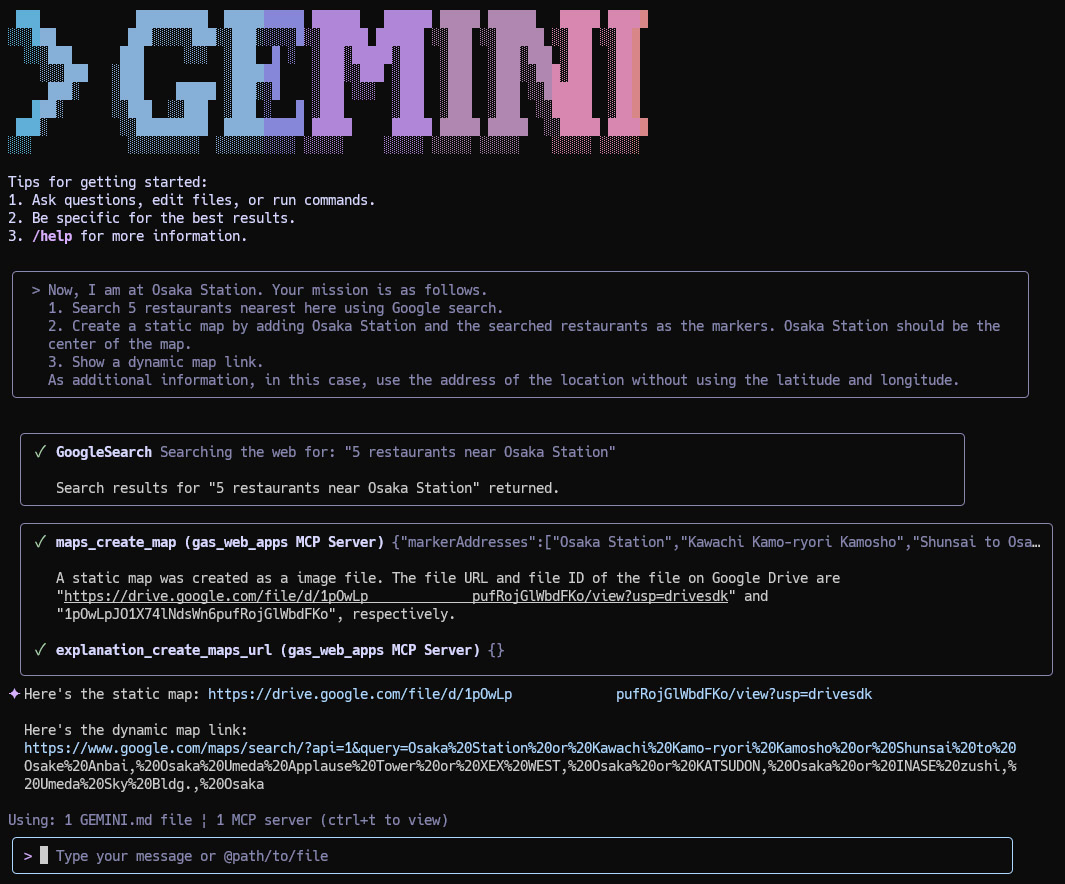 > GEMINI
Tips for getting started:
1. Ask questions, edit files, or run commands.
2. Be specific for the best results.
3. /help for more information.
> Now, I am at Osaka Station. Your mission is as follows.
1. Search 5 restaurants nearest here using Google search.
2. Create a static map by adding Osaka Station and the searched restaurants as the markers. Osaka Station should be the
center of the map.
3. Show a dynamic map link.
As additional information, in this case, use the address of the location without using the latitude and longitude.
✓ GoogleSearch Searching the web for: "5 restaurants near Osaka Station"
Search results for "5 restaurants near Osaka Station" returned.
✓ maps_create_map (gas_web_apps MCP Server) {"markerAddresses":["Osaka Station","Kawachi Kamo-ryori Kamosho","Shunsai to Osa…
A static map was created as a image file. The file URL and file ID of the file on Google Drive are
"https://drive.google.com/file/d/1pOwLp pufRojGlWbdFKo/view?usp=drivesdk" and
"1pOwLpJO1X74lNdsWn6pufRojGlWbdFKo", respectively.
✓ explanation_create_maps_url (gas_web_apps MCP Server) {}
✦ Here's the static map: https://drive.google.com/file/d/1pOwLp pufRojGlWbdFKo/view?usp=drivesdk
Here's the dynamic map link:
https://www.google.com/maps/search/?api=1&query=Osaka%20Station%20or%20Kawachi%20Kamo-ryori%20Kamosho%20or%20Shunsai%20to%20
Osake%20Anbai,%20Osaka%20Umeda%20Applause%20Tower%20or%20XEX%20WEST,%20Osaka%20or%20KATSUDON,%20Osaka%20or%20INASE%20zushi,%
20Umeda%20Sky%20Bldg.,%20Osaka
Using: 1 GEMINI.md file ¦ 1 MCP server (ctrl+t to view)
> Type your message or @path/to/file